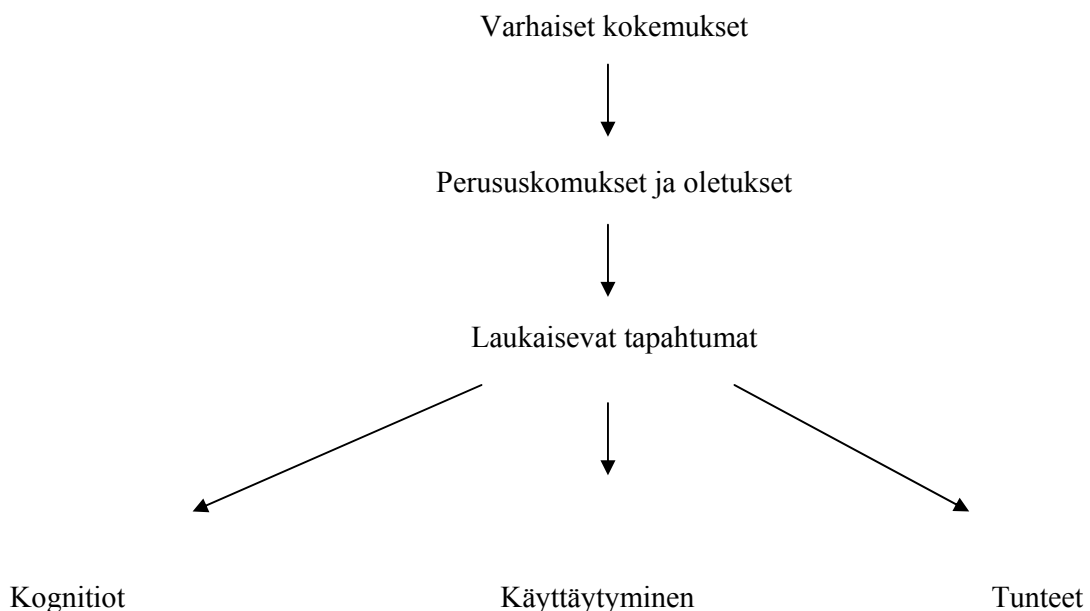 Varhaiset kokemukset
Perususkomukset ja oletukset
Laukaisevat tapahtumat
Kognitiot Käyttäytyminen Tunteet